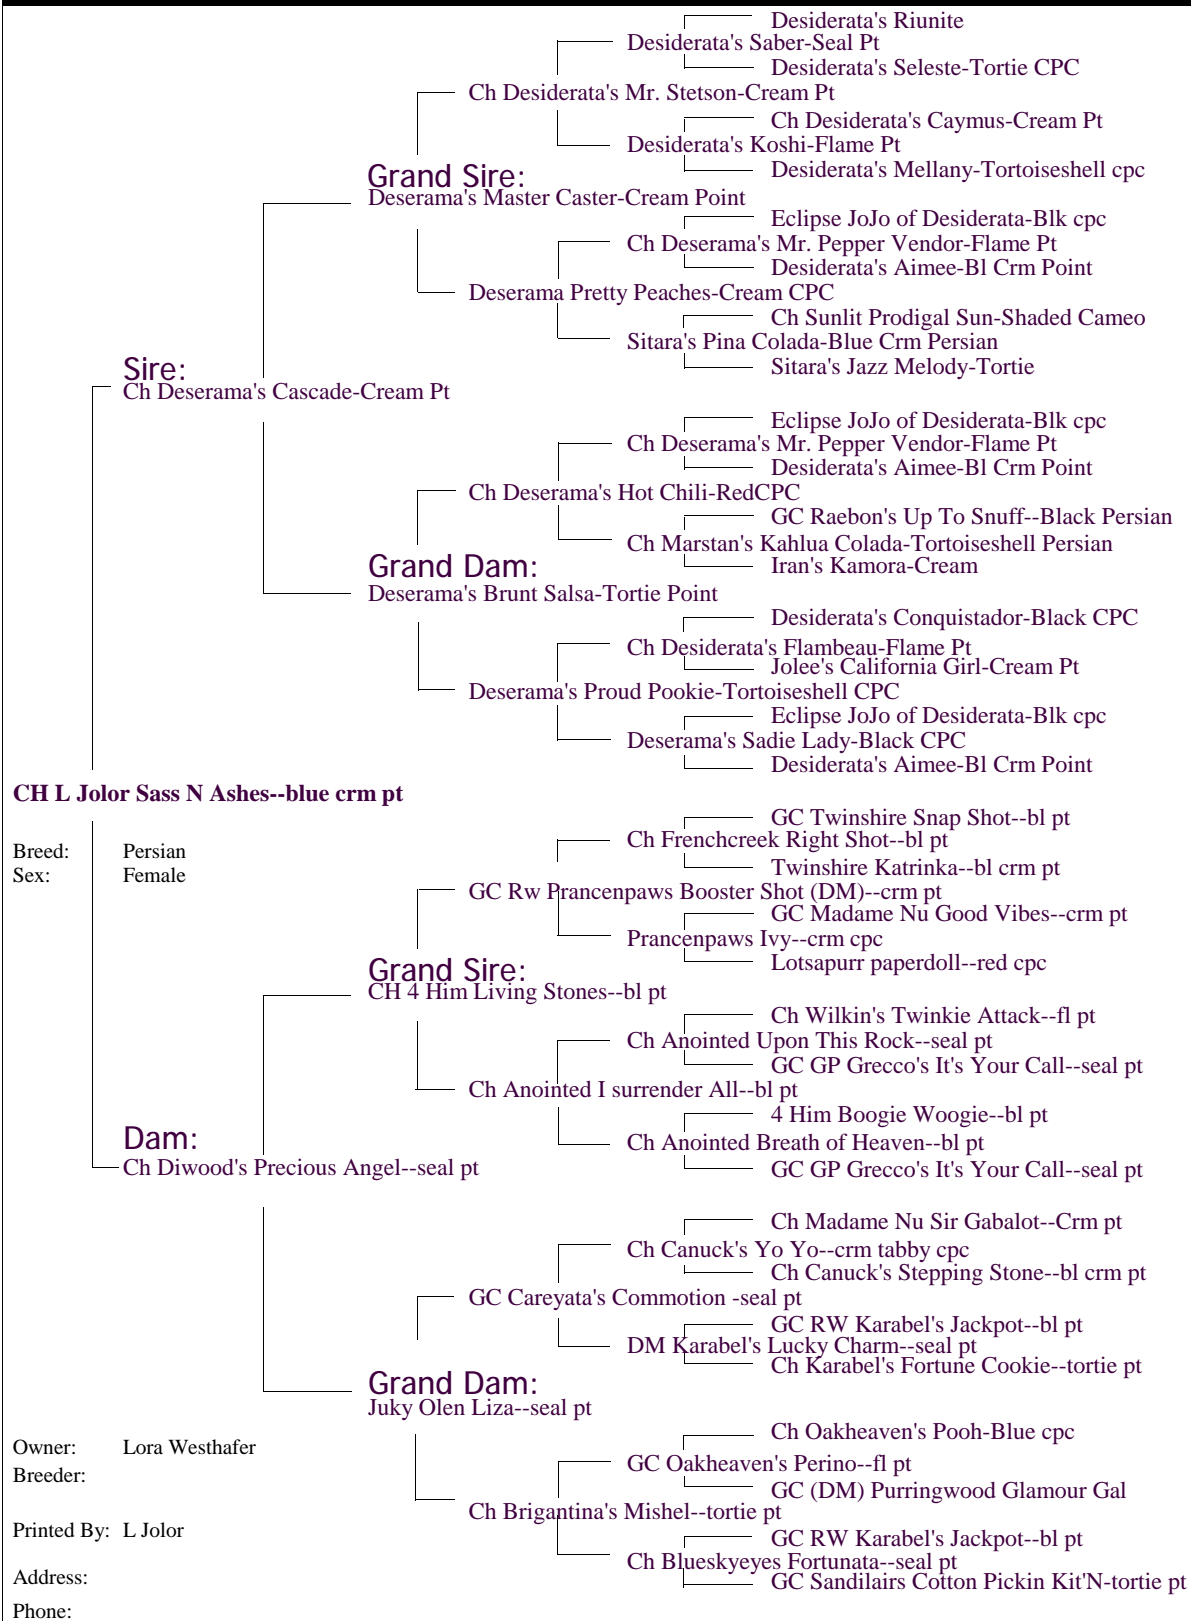 Desiderata's Riunite
Desiderata's Saber-Seal Pt
Desiderata's Seleste-Tortie CPC
Ch Desiderata's Mr. Stetson-Cream Pt
Ch Desiderata's Caymus-Cream Pt
Desiderata's Koshi-Flame Pt
Desiderata's Mellany-Tortoiseshell cpc
Grand Sire:
Deserama's Master Caster-Cream Point
Eclipse JoJo of Desiderata-Blk cpc
Ch Deserama's Mr. Pepper Vendor-Flame Pt
Desiderata's Aimee-Bl Crm Point
Deserama Pretty Peaches-Cream CPC
Ch Sunlit Prodigal Sun-Shaded Cameo
Sitara's Pina Colada-Blue Crm Persian
Sitara's Jazz Melody-Tortie
Sire:
Ch Deserama's Cascade-Cream Pt
Eclipse JoJo of Desiderata-Blk cpc
Ch Deserama's Mr. Pepper Vendor-Flame Pt
Desiderata's Aimee-Bl Crm Point
Ch Deserama's Hot Chili-RedCPC
GC Raebon's Up To Snuff--Black Persian
Ch Marstan's Kahlua Colada-Tortoiseshell Persian
Iran's Kamora-Cream
Grand Dam:
Deserama's Brunt Salsa-Tortie Point
Desiderata's Conquistador-Black CPC
Ch Desiderata's Flambeau-Flame Pt
Jolee's California Girl-Cream Pt
Deserama's Proud Pookie-Tortoiseshell CPC
Eclipse JoJo of Desiderata-Blk cpc
Deserama's Sadie Lady-Black CPC
Desiderata's Aimee-Bl Crm Point
CH L Jolor Sass N Ashes--blue crm pt
GC Twinshire Snap Shot--bl pt
Ch Frenchcreek Right Shot--bl pt
Breed: Persian
Twinshire Katrinka--bl crm pt
Sex: Female
GC Rw Prancenpaws Booster Shot (DM)--crm pt
GC Madame Nu Good Vibes--crm pt
Prancenpaws Ivy--crm cpc
Lotsapurr paperdoll--red cpc
Grand Sire:
CH 4 Him Living Stones--bl pt
Ch Wilkin's Twinkie Attack--fl pt
Ch Anointed Upon This Rock--seal pt
GC GP Grecco's It's Your Call--seal pt
Ch Anointed I surrender All--bl pt
4 Him Boogie Woogie--bl pt
Ch Anointed Breath of Heaven--bl pt
GC GP Grecco's It's Your Call--seal pt
Dam:
Ch Diwood's Precious Angel--seal pt
Ch Madame Nu Sir Gabalot--Crm pt
Ch Canuck's Yo Yo--crm tabby cpc
Ch Canuck's Stepping Stone--bl crm pt
GC Careyata's Commotion -seal pt
GC RW Karabel's Jackpot--bl pt
DM Karabel's Lucky Charm--seal pt
Ch Karabel's Fortune Cookie--tortie pt
Grand Dam:
Juky Olen Liza--seal pt
Ch Oakheaven's Pooh-Blue cpc
Owner: Lora Westhafer
GC Oakheaven's Perino--fl pt
Breeder:
GC (DM) Purringwood Glamour Gal
Ch Brigantina's Mishel--tortie pt
Printed By: L Jolor
GC RW Karabel's Jackpot--bl pt
Ch Blueskyeyes Fortunata--seal pt
Address:
GC Sandilairs Cotton Pickin Kit'N-tortie pt
Phone: